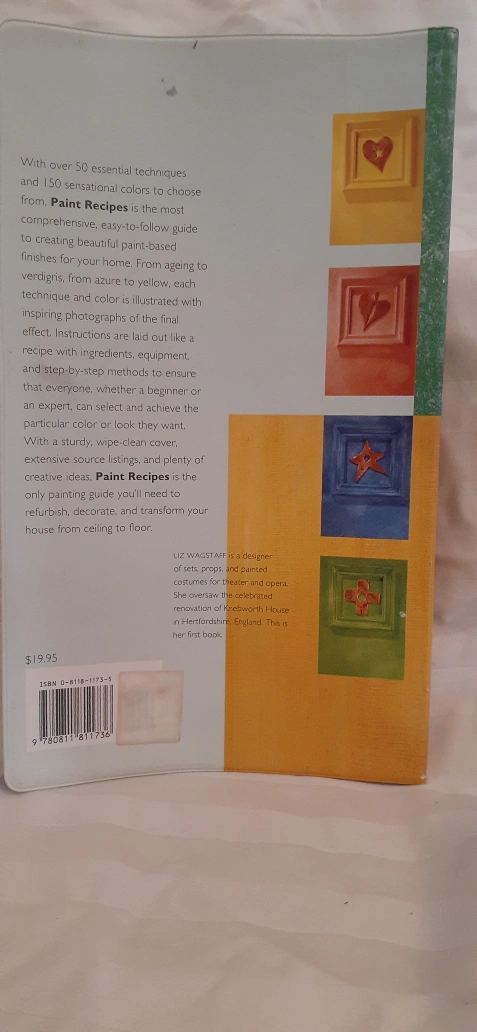 With over 50 essential techniques
and 150 sensational colors to choose
from, Paint Recipes is the most
comprehensive, easy-to-follow guide
to creating beautiful paint-based
finishes for your home. From ageing to
verdigris, from azure to yellow, each
technique and color is illustrated with
inspiring photographs of the final
effect. Instructions are laid out like a
recipe with ingredients, equipment,
and step-by-step methods to ensure
that everyone, whether a beginner or
an expert, can select and achieve the
particular color or look they want.
With a sturdy, wipe-clean cover,
extensive source listings, and plenty of
creative ideas, Paint Recipes is the
only painting guide you'll need to
refurbish, decorate, and transform your
house from ceiling to floor.
LIZ WAGSTAFF is a designer
of sets, props, and painted
costumes for theater and opera.
She oversaw the celebrated
renovation of Knebworth House
in Hertfordshire, England. This is
her first book.
$19.95
ISBN 0-8118-1173-5
9 780811 811736